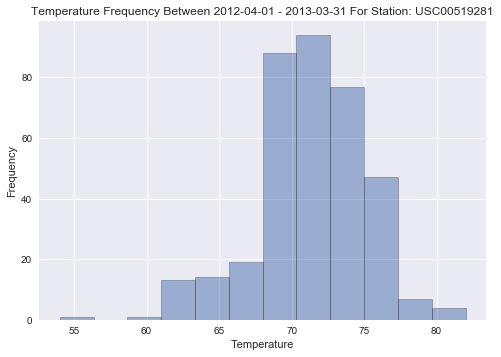 Temperature Frequency Between 2012-04-01 - 2013-03-31 For Station: USC00519281
80
60
40
20
0
Frequency
55 60 65 70 75 80
Temperature